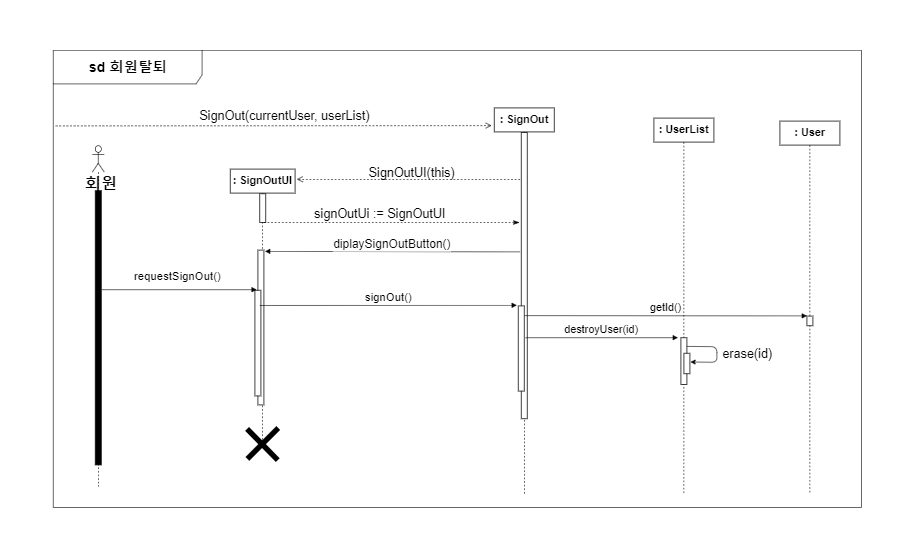 sd 회원탈퇴
SignOut(currentUser, userList)
: SignOut
: UserList
: User
회원
: SignOutUI
SignOutUI(this)
signOutUi := SignOutUI
diplaySignOutButton()
requestSignOut()
signOut()
getId()
destroyUser(id)
erase(id)